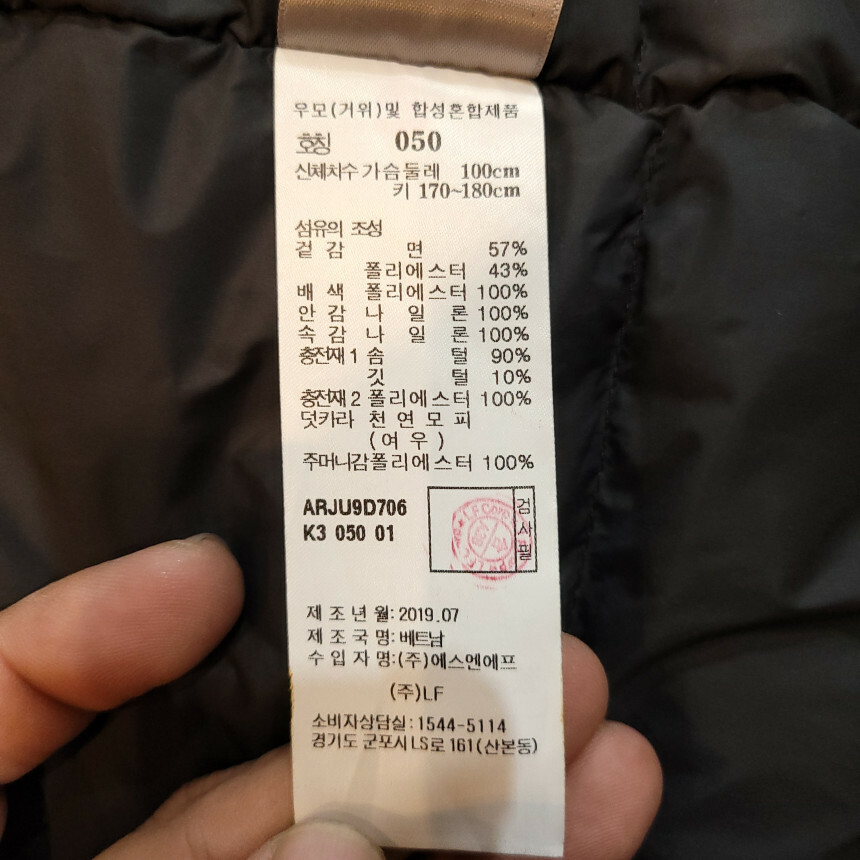 우모(거위)및 합성혼합제품
호칭 050
신체치수 가슴둘레 100cm
키 170~180cm
섬유의 조성
겉감 면 57%
폴리에스터 43%
배색 폴리에스터 100%
안감 나일론 100%
속감 나일론 100%
충전재 1 솜털 90%
깃털 10%
충전재 2 폴리에스터 100%
덧카라 천연모피
(여우)
주머니감 폴리에스터 100%
ARJU9D706
K3 050 01
검사필
LF Corp
제조년월: 2019.07
제조국명: 베트남
수입자명: (주)에스엔에프
(주)LF
소비자상담실: 1544-5114
경기도 군포시 LS로 161(산본동)